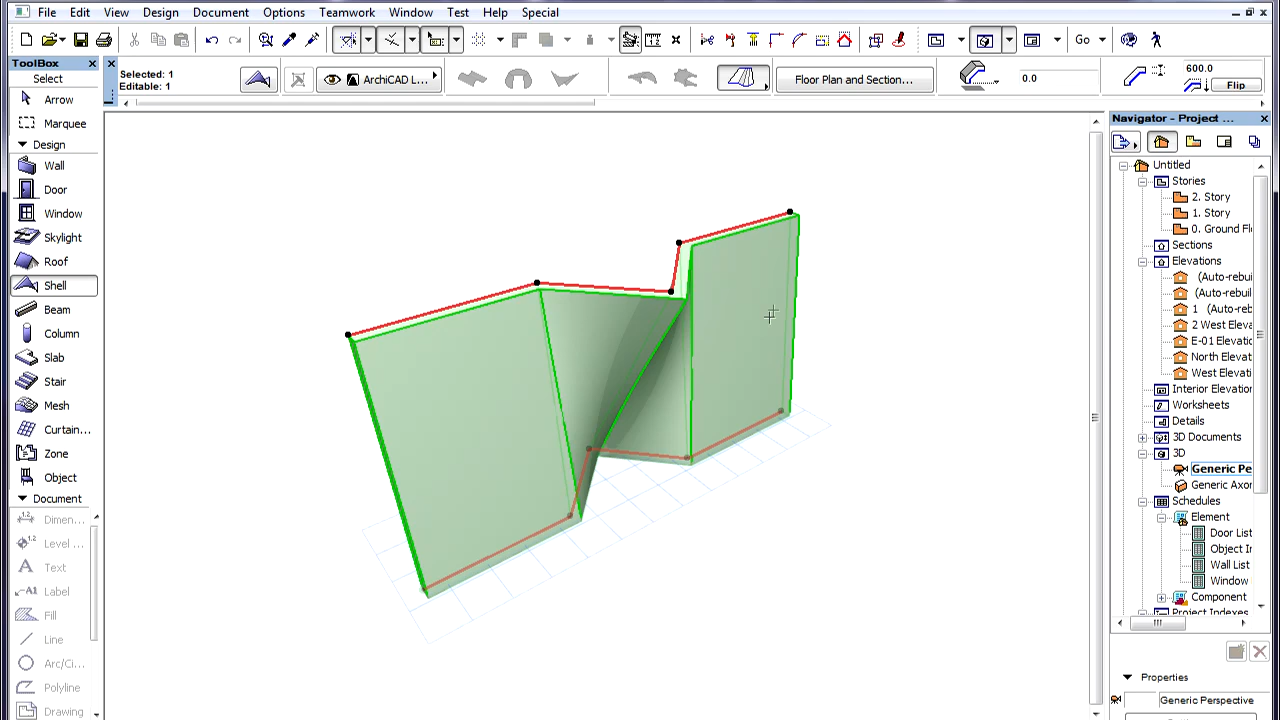 File Edit View Design Document Options Teamwork Window Test Help Special
Go
ToolBox
Select
Arrow
Marquee
Design
Wall
Door
Window
Skylight
Roof
Shell
Beam
Column
Slab
Stair
Mesh
Curtain...
Zone
Object
Document
Dimen...
Level ...
Text
Label
Fill
Line
Arc/Ci...
Polyline
Drawing
Selected: 1
Editable: 1
ArchiCAD L...
Floor Plan and Section...
0.0
600.0
Flip
Navigator - Project ...
Untitled
Stories
2. Story
1. Story
0. Ground Fl
Sections
Elevations
(Auto-rebui
(Auto-rebuil
1 (Auto-reb
2 West Eleva
E-01 Elevatic
North Elevat
West Elevati
Interior Elevation
Worksheets
Details
3D Documents
3D
Generic Pe
Generic Axor
Schedules
Element
Door List
Object In
Wall List
Window
Component
Project Indexes
Properties
Generic Perspective